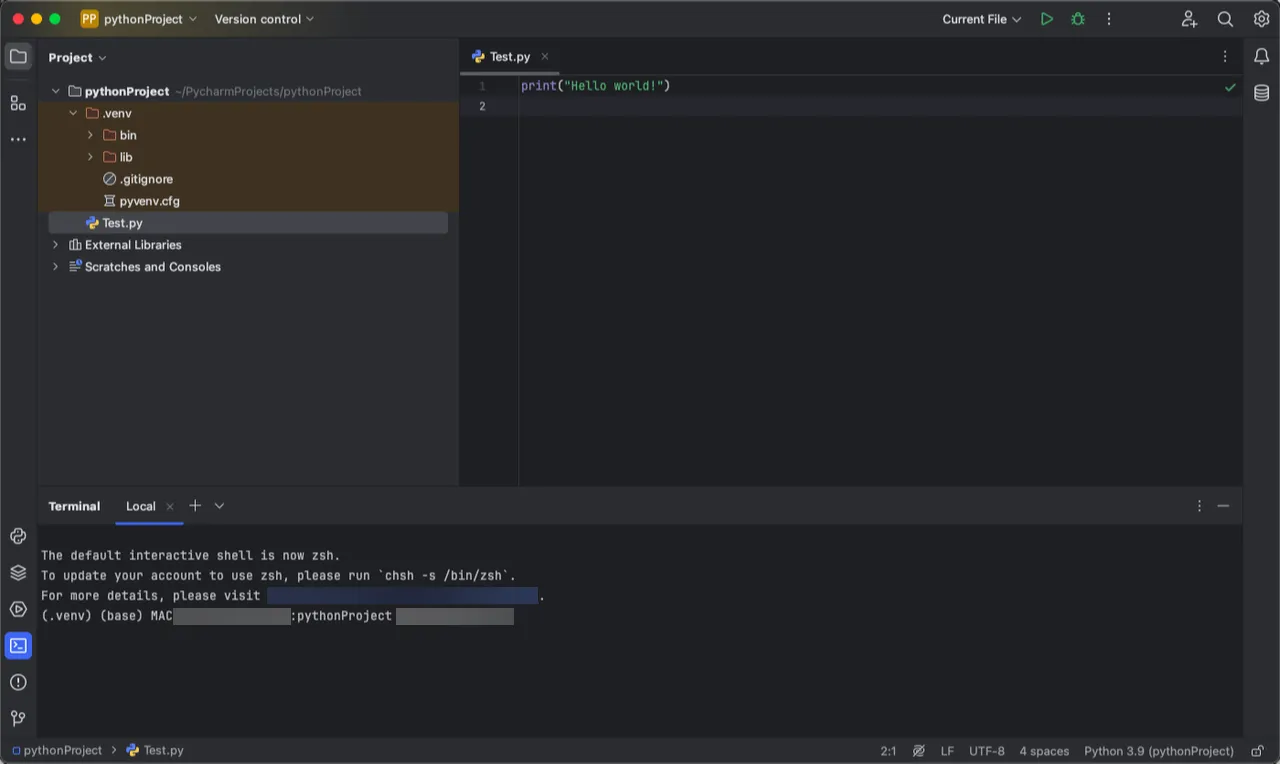 PP pythonProject Version control Current File
Project
Test.py
pythonProject ~/PycharmProjects/pythonProject
.venv
bin
lib
.gitignore
pyvenv.cfg
Test.py
External Libraries
Scratches and Consoles
1 print("Hello world!")
2
Terminal Local
The default interactive shell is now zsh.
To update your account to use zsh, please run `chsh -s /bin/zsh`.
For more details, please visit .
(.venv) (base) MAC :pythonProject
pythonProject Test.py 2:1 LF UTF-8 4 spaces Python 3.9 (pythonProject)